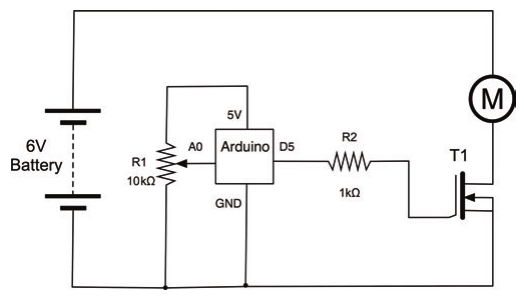 M
6V
Battery
5V
R1
10kΩ
A0
Arduino
D5
GND
R2
1kΩ
T1